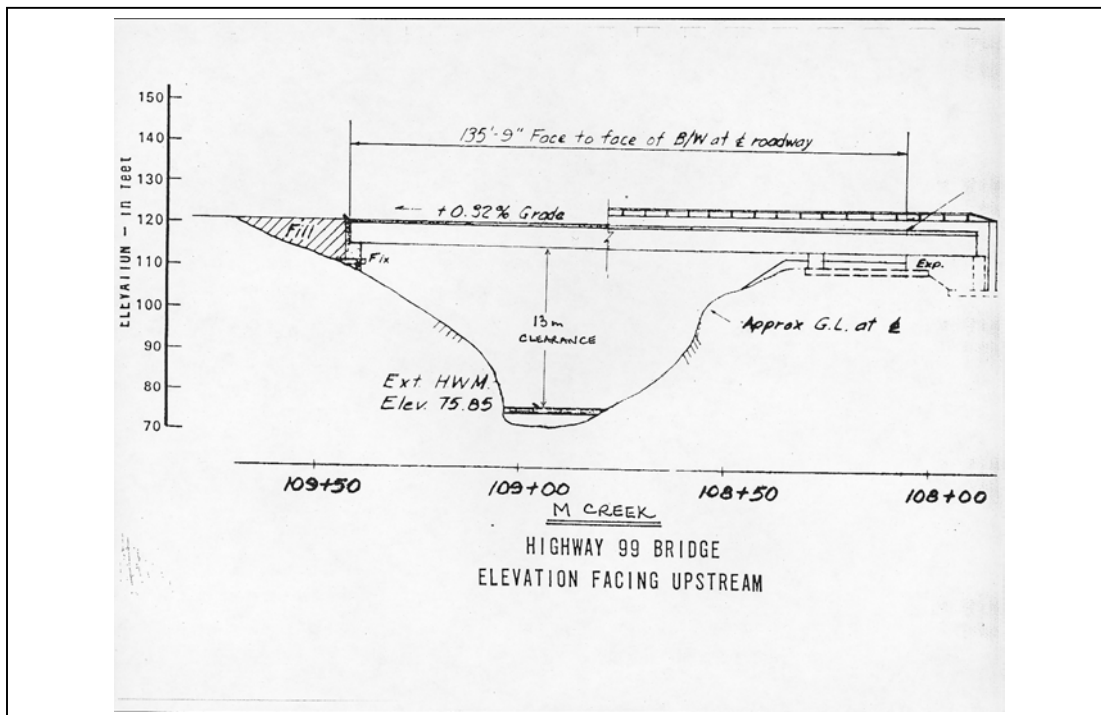 150
140
130
120
110
100
90
80
70
ELEVATION - in feet
135'-9" Face to face of B/W at ℄ roadway
+0.92% Grade
Fill
Fix
Exp.
13m
CLEARANCE
Approx G.L. at ℄
Ext HWM.
Elev. 75.85
109+50
109+00
108+50
108+00
M CREEK
HIGHWAY 99 BRIDGE
ELEVATION FACING UPSTREAM